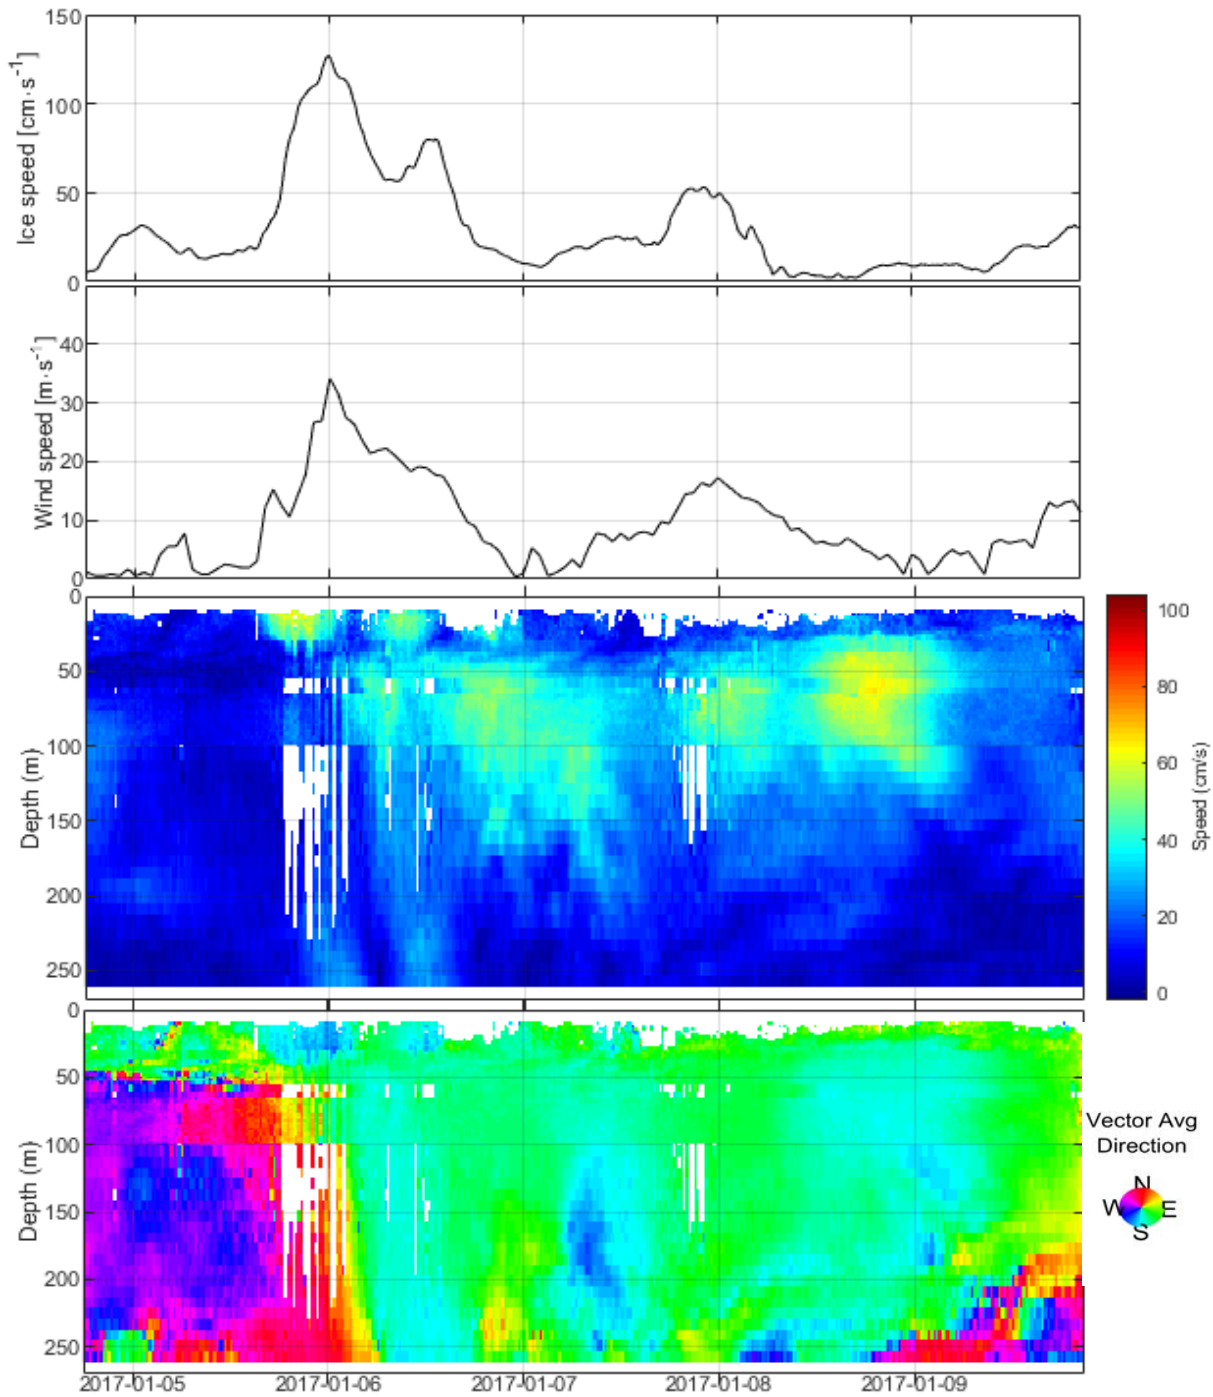 150
100
50
0
Ice speed [cm·s⁻¹]
40
30
20
10
0
Wind speed [m·s⁻¹]
0
50
100
150
200
250
Depth (m)
100
80
60
40
20
0
Speed (cm/s)
0
50
100
150
200
250
Depth (m)
Vector Avg
Direction
N
W E
S
2017-01-05 2017-01-06 2017-01-07 2017-01-08 2017-01-09